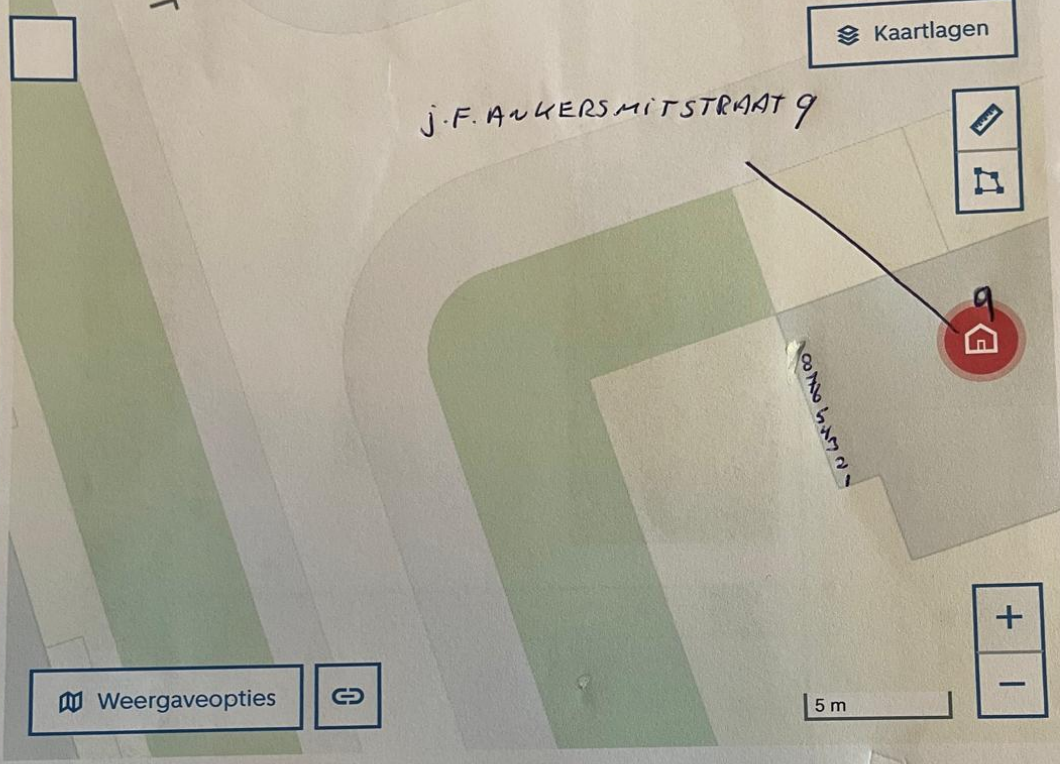 Kaartlagen
J.F. ANKERSMITSTRAAT 9
9
Weergaveopties
5 m